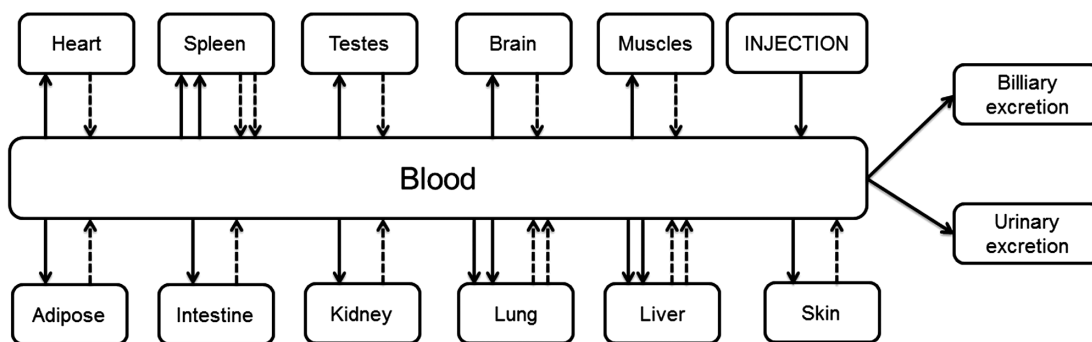 Heart
Spleen
Testes
Brain
Muscles
INJECTION
Billiary
excretion
Blood
Urinary
excretion
Adipose
Intestine
Kidney
Lung
Liver
Skin